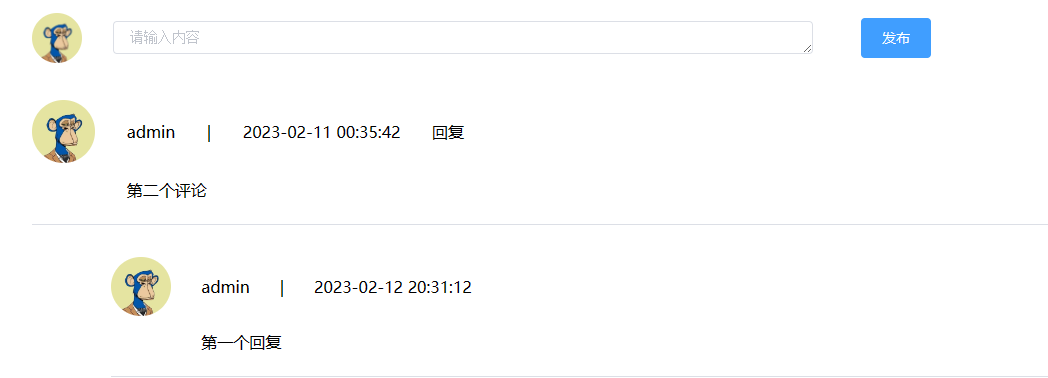 请输入内容
发布
admin | 2023-02-11 00:35:42 回复
第二个评论
admin | 2023-02-12 20:31:12
第一个回复